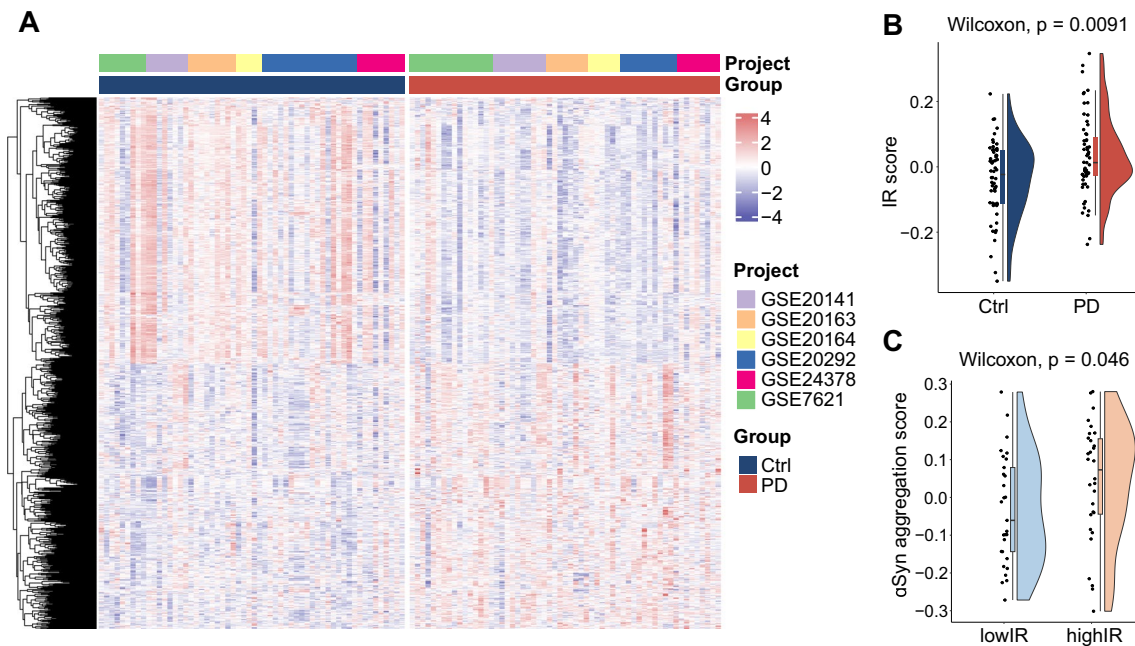 A
Project
Group
4
2
0
−2
−4
Project
GSE20141
GSE20163
GSE20164
GSE20292
GSE24378
GSE7621
Group
Ctrl
PD
B
Wilcoxon, p = 0.0091
IR score
0.2
0.0
−0.2
Ctrl
PD
C
Wilcoxon, p = 0.046
αSyn aggregation score
0.3
0.2
0.1
0.0
−0.1
−0.2
−0.3
lowIR
highIR